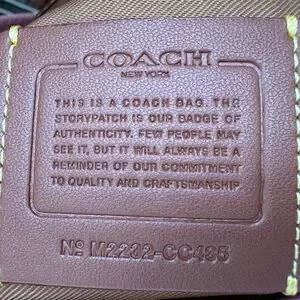 COACH
NEW YORK
THIS IS A COACH BAG. THE
STORYPATCH IS OUR BADGE OF
AUTHENTICITY. FEW PEOPLE MAY
SEE IT, BUT IT WILL ALWAYS BE A
REMINDER OF OUR COMMITMENT
TO QUALITY AND CRAFTSMANSHIP
Nº M2232-CC435